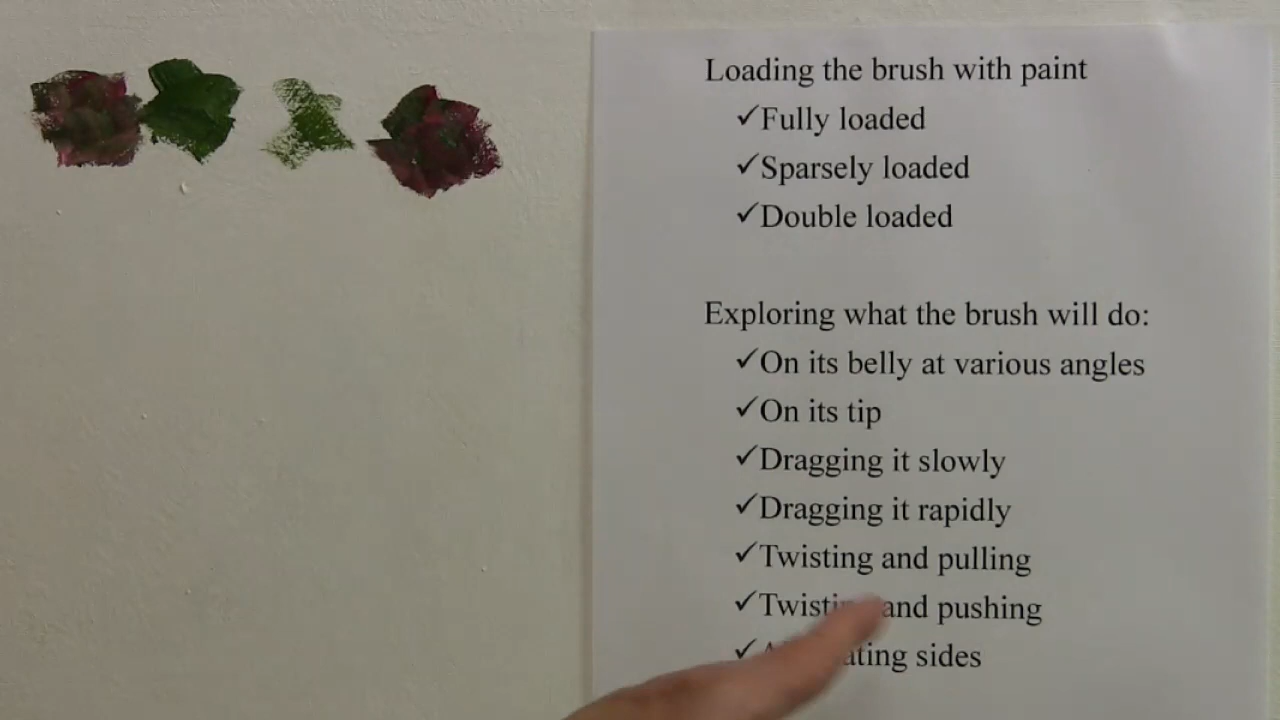 Loading the brush with paint
✓Fully loaded
✓Sparsely loaded
✓Double loaded
Exploring what the brush will do:
✓On its belly at various angles
✓On its tip
✓Dragging it slowly
✓Dragging it rapidly
✓Twisting and pulling
✓Twisting and pushing
✓ sides